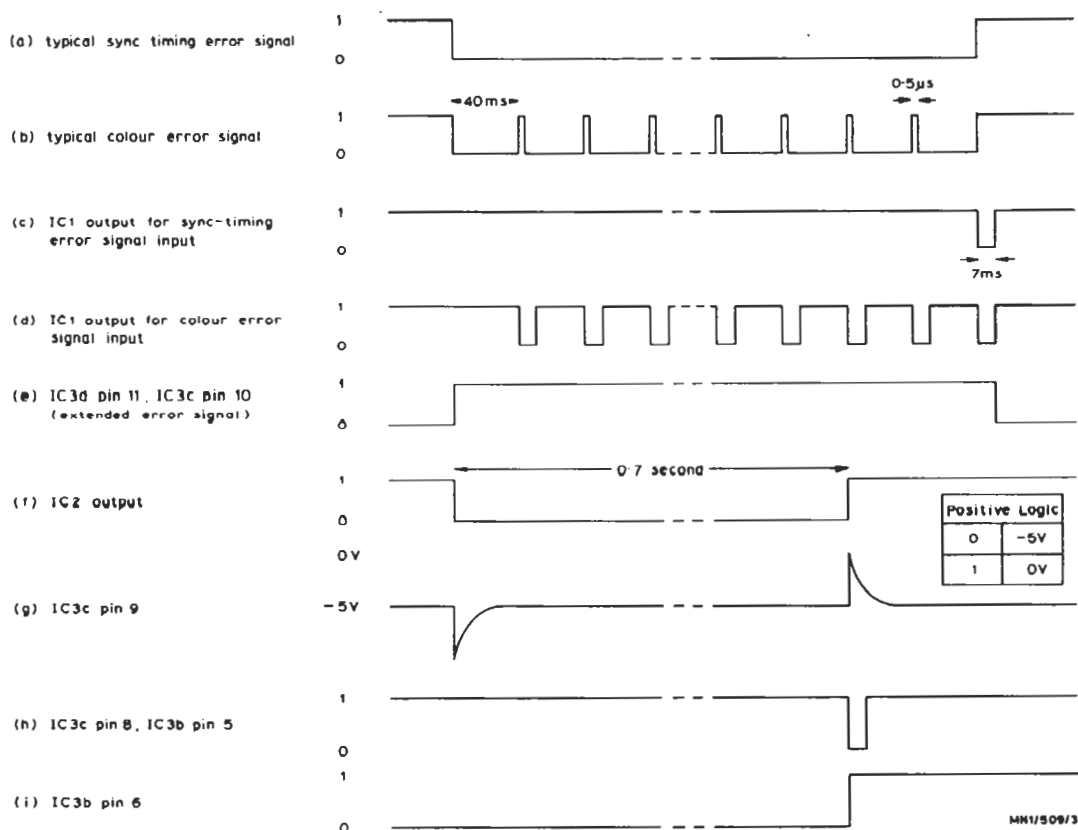 (a) typical sync timing error signal
1
0
40ms
0·5µs
(b) typical colour error signal
1
0
(c) IC1 output for sync-timing
error signal input
1
0
7ms
(d) IC1 output for colour error
signal input
1
0
(e) IC3d pin 11, IC3c pin 10
(extended error signal)
1
0
(f) IC2 output
1
0
0·7 second
Positive Logic
0 -5V
1 0V
(g) IC3c pin 9
0V
-5V
(h) IC3c pin 8, IC3b pin 5
1
0
(i) IC3b pin 6
1
0
MN1/509/3